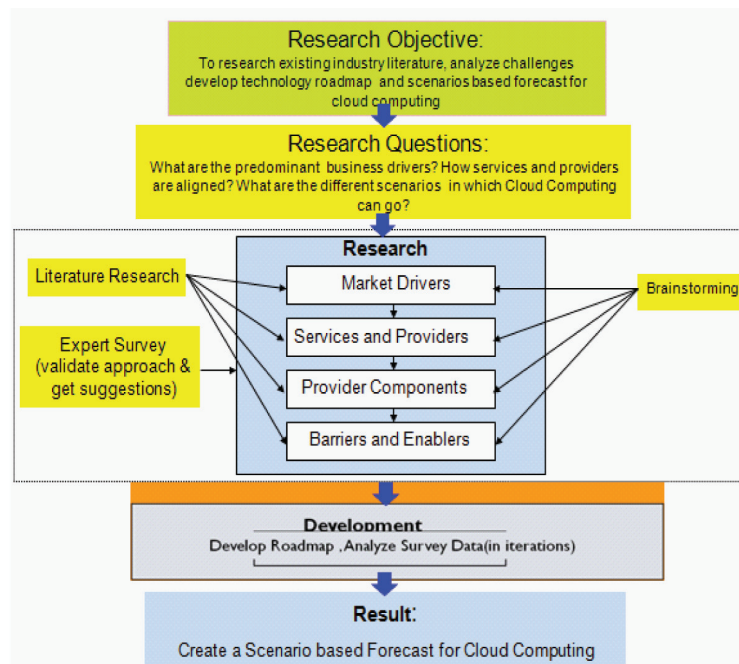 Research Objective:
To research existing industry literature, analyze challenges
develop technology roadmap and scenarios based forecast for
cloud computing
Research Questions:
What are the predominant business drivers? How services and providers
are aligned? What are the different scenarios in which Cloud Computing
can go?
Research
Literature Research
Market Drivers
Brainstorming
Expert Survey
(validate approach &
get suggestions)
Services and Providers
Provider Components
Barriers and Enablers
Development
Develop Roadmap ,Analyze Survey Data(in iterations)
Result:
Create a Scenario based Forecast for Cloud Computing